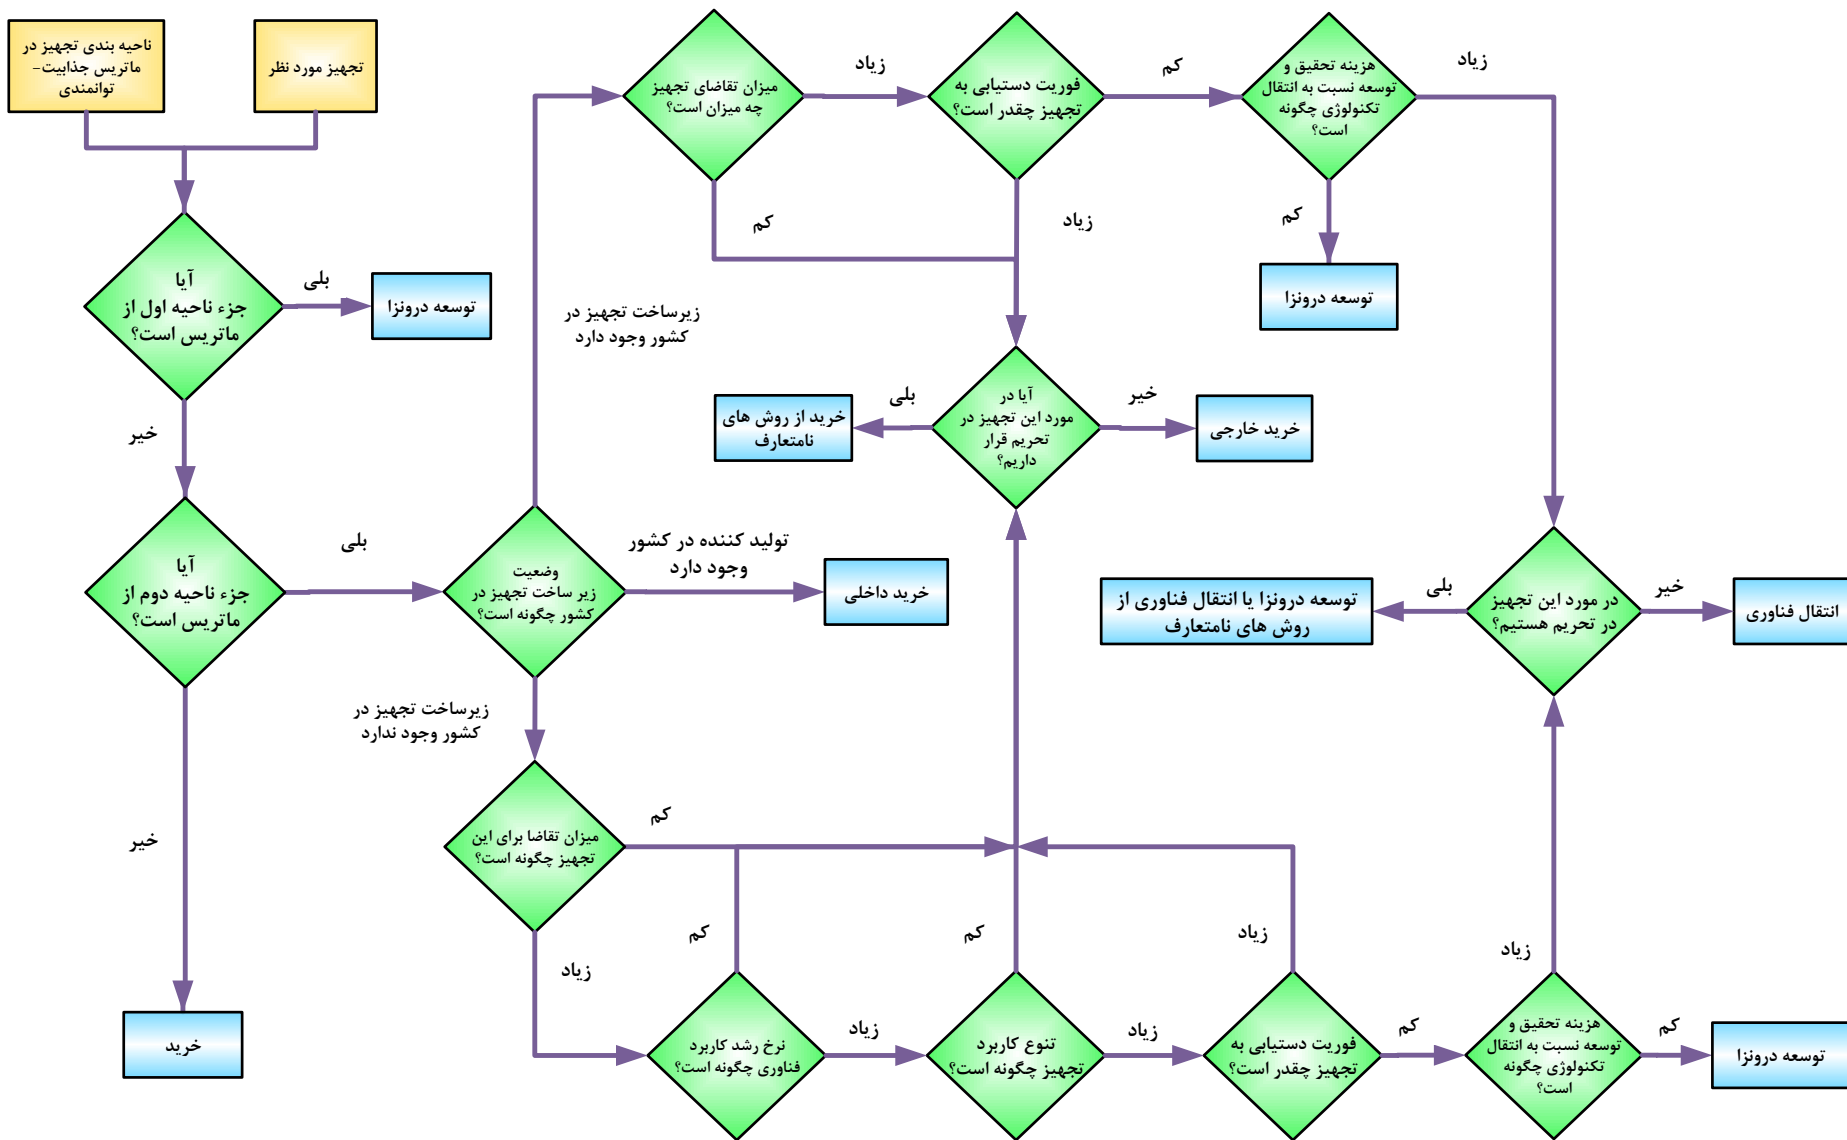 ناحیه بندی تجهیز در
ماتریس جذابیت-
توانمندی
تجهیز مورد نظر
آیا
جزء ناحیه اول از
ماتریس است؟
بلی
توسعه درونزا
خیر
آیا
جزء ناحیه دوم از
ماتریس است؟
بلی
خیر
خرید
وضعیت
زیر ساخت تجهیز در
کشور چگونه است؟
زیرساخت تجهیز در
کشور وجود دارد
تولید کننده در کشور
وجود دارد
خرید داخلی
زیرساخت تجهیز در
کشور وجود ندارد
میزان تقاضای تجهیز
چه میزان است؟
زیاد
کم
فوریت دستیابی به
تجهیز چقدر است؟
کم
زیاد
هزینه تحقیق و
توسعه نسبت به انتقال
تکنولوژی چگونه
است؟
زیاد
کم
توسعه درونزا
آیا در
مورد این تجهیز در
تحریم قرار
داریم؟
بلی
خرید از روش های
نامتعارف
خیر
خرید خارجی
در مورد این تجهیز
در تحریم هستیم؟
بلی
توسعه درونزا یا انتقال فناوری از
روش های نامتعارف
خیر
انتقال فناوری
میزان تقاضا برای این
تجهیز چگونه است؟
کم
زیاد
نرخ رشد کاربرد
فناوری چگونه است؟
کم
زیاد
تنوع کاربرد
تجهیز چگونه است؟
کم
زیاد
فوریت دستیابی به
تجهیز چقدر است؟
زیاد
کم
هزینه تحقیق و
توسعه نسبت به انتقال
تکنولوژی چگونه
است؟
زیاد
کم
توسعه درونزا